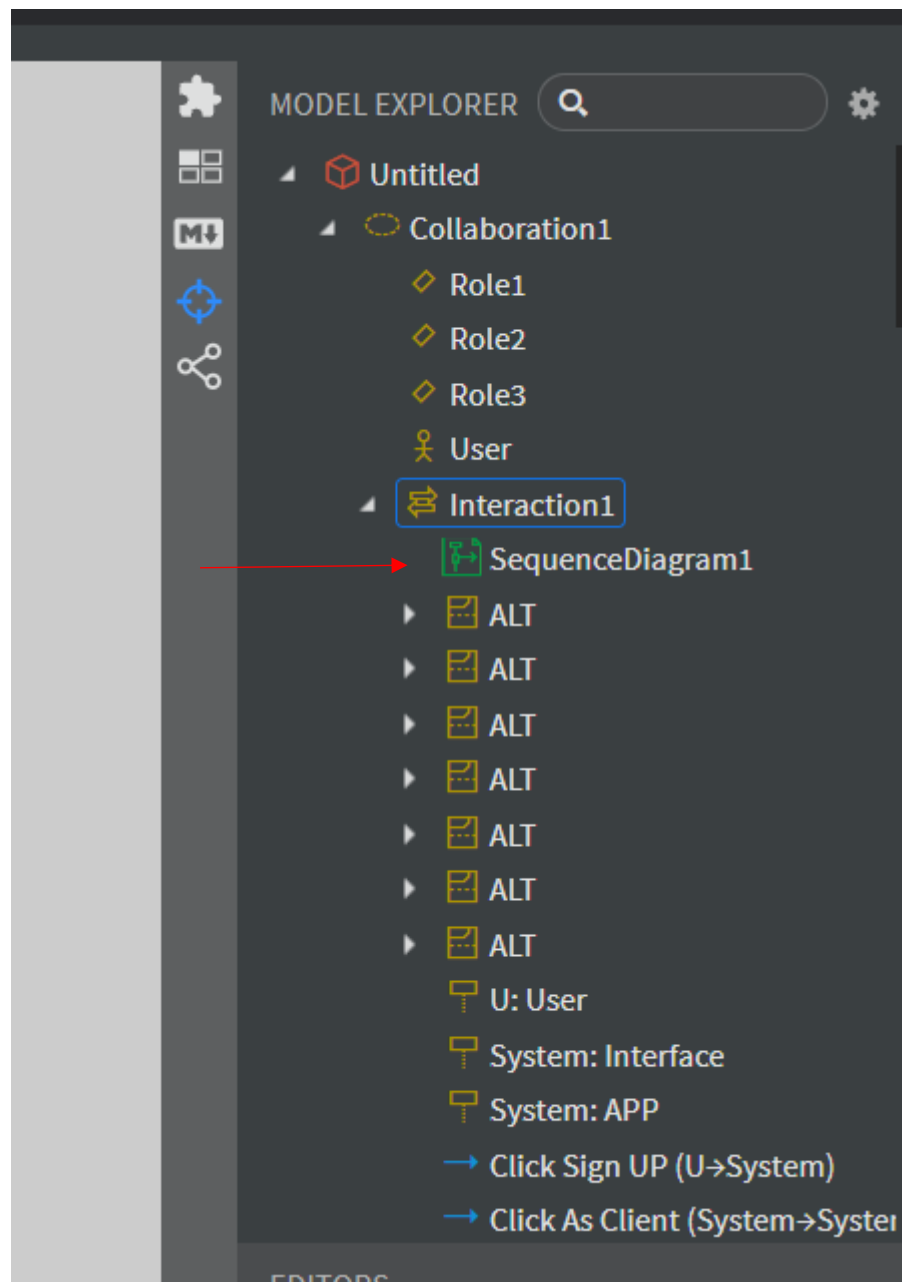 MODEL EXPLORER
Untitled
M
Collaboration1
Role1
Role2
Role3
User
Interaction1
SequenceDiagram1
ALT
ALT
ALT
ALT
ALT
ALT
ALT
U: User
System: Interface
System: APP
Click Sign UP (U→System)
Click As Client (System→System
EDITORS